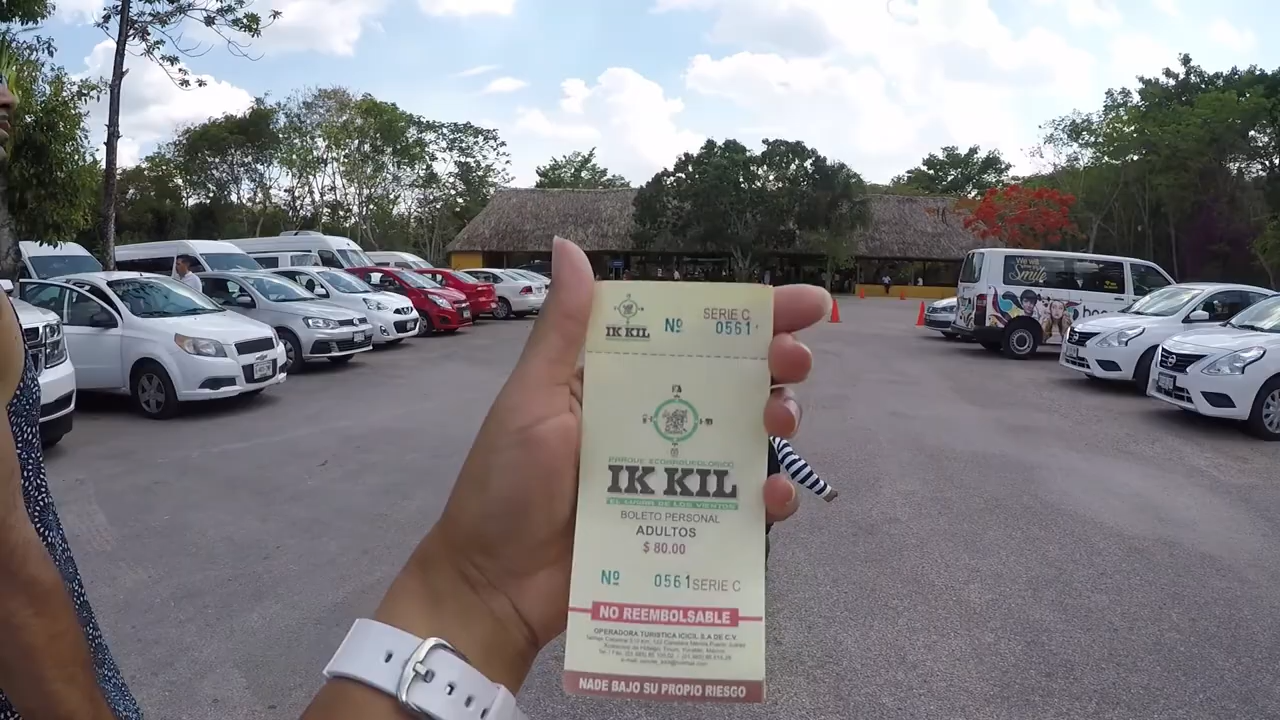 IK KIL
Nº
SERIE C
0561
PARQUE ECOARQUEOLOGICO
IK KIL
BOLETO PERSONAL
ADULTOS
$ 80.00
Nº 0561 SERIE C
NO REEMBOLSABLE
OPERADORA TURISTICA ICICIL S.A DE C.V.
NADE BAJO SU PROPIO RIESGO
We will
Smile